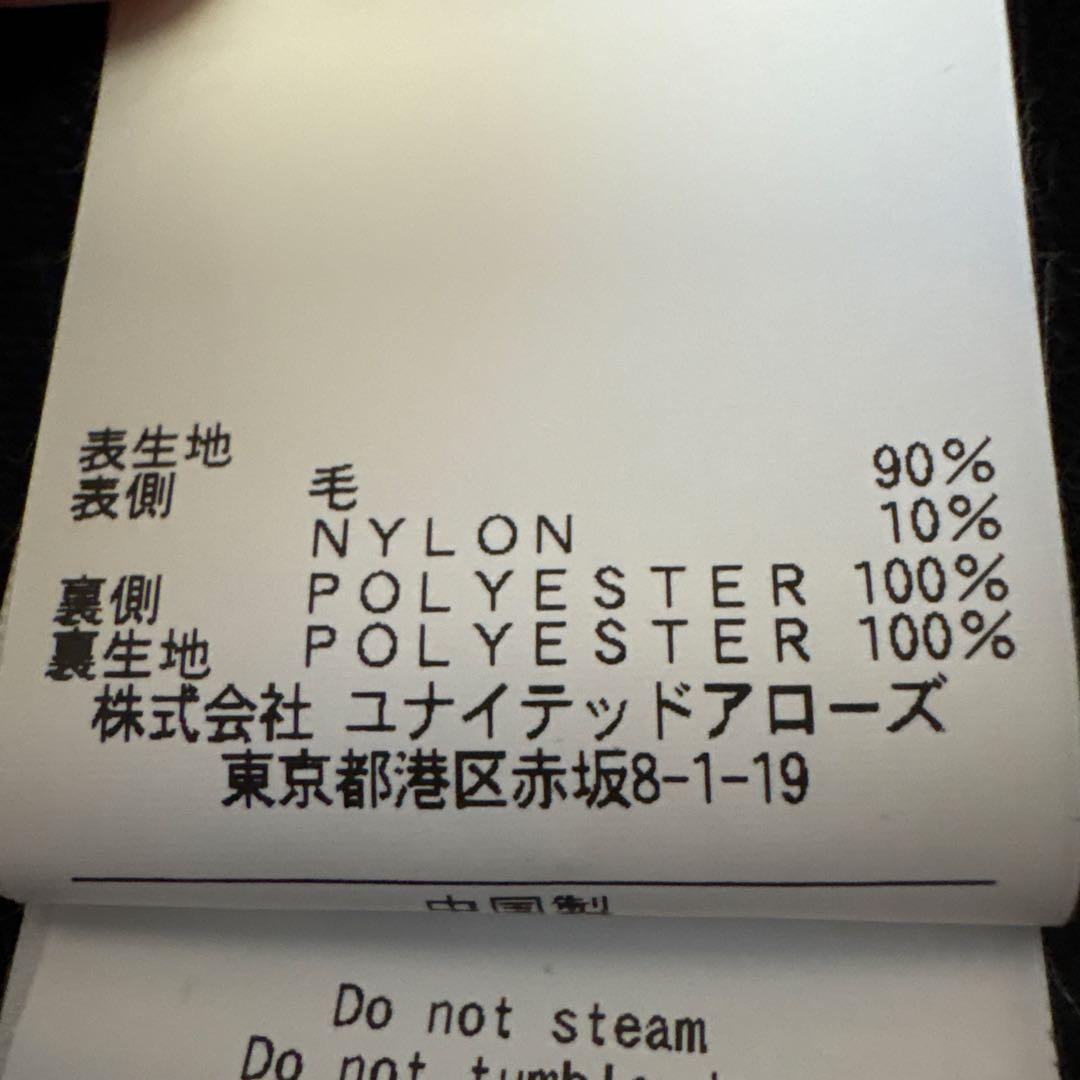 表生地
表側 毛 90%
NYLON 10%
裏側 POLYESTER 100%
裏生地 POLYESTER 100%
株式会社 ユナイテッドアローズ
東京都港区赤坂8-1-19
中国製
Do not steam
Do not